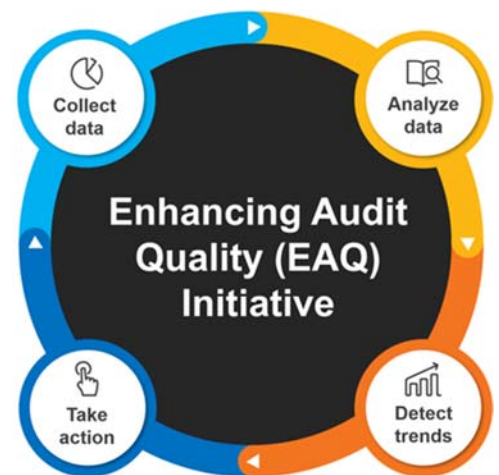 Collect
data
Analyze
data
Enhancing Audit
Quality (EAQ)
Initiative
Take
action
Detect
trends